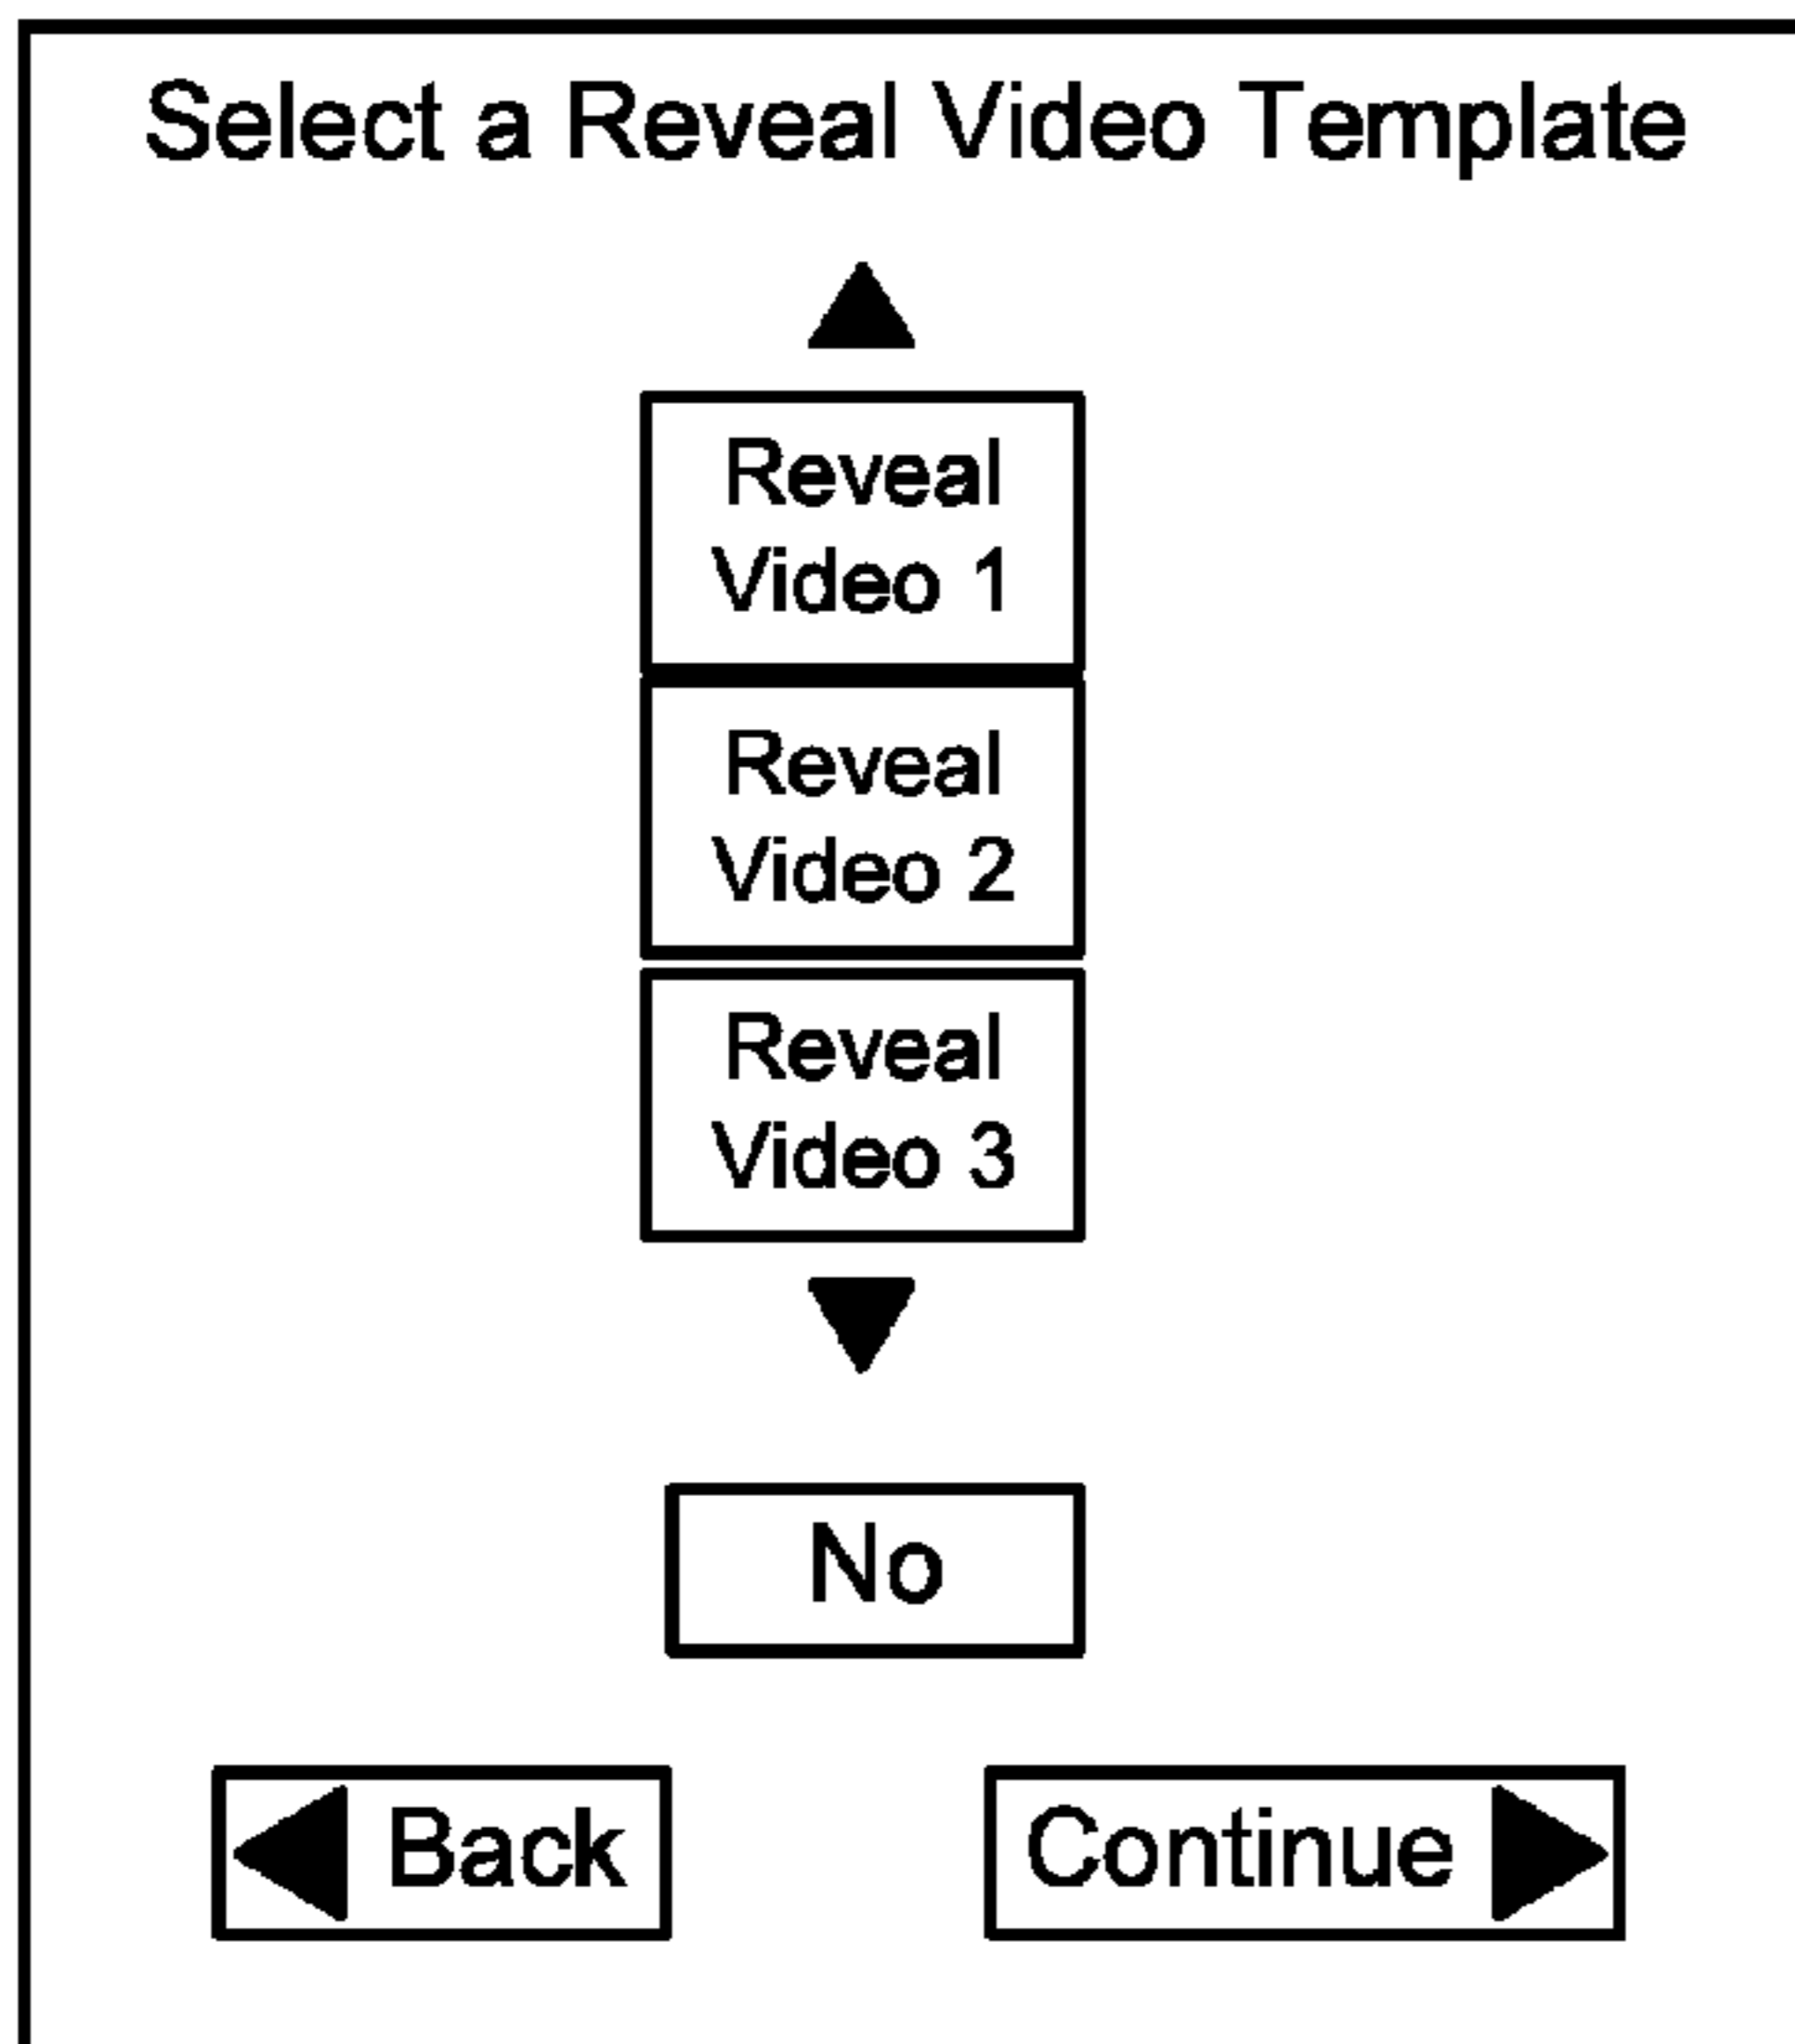 Select a Reveal Video Template
Reveal
Video 1
Reveal
Video 2
Reveal
Video 3
No
Back
Continue